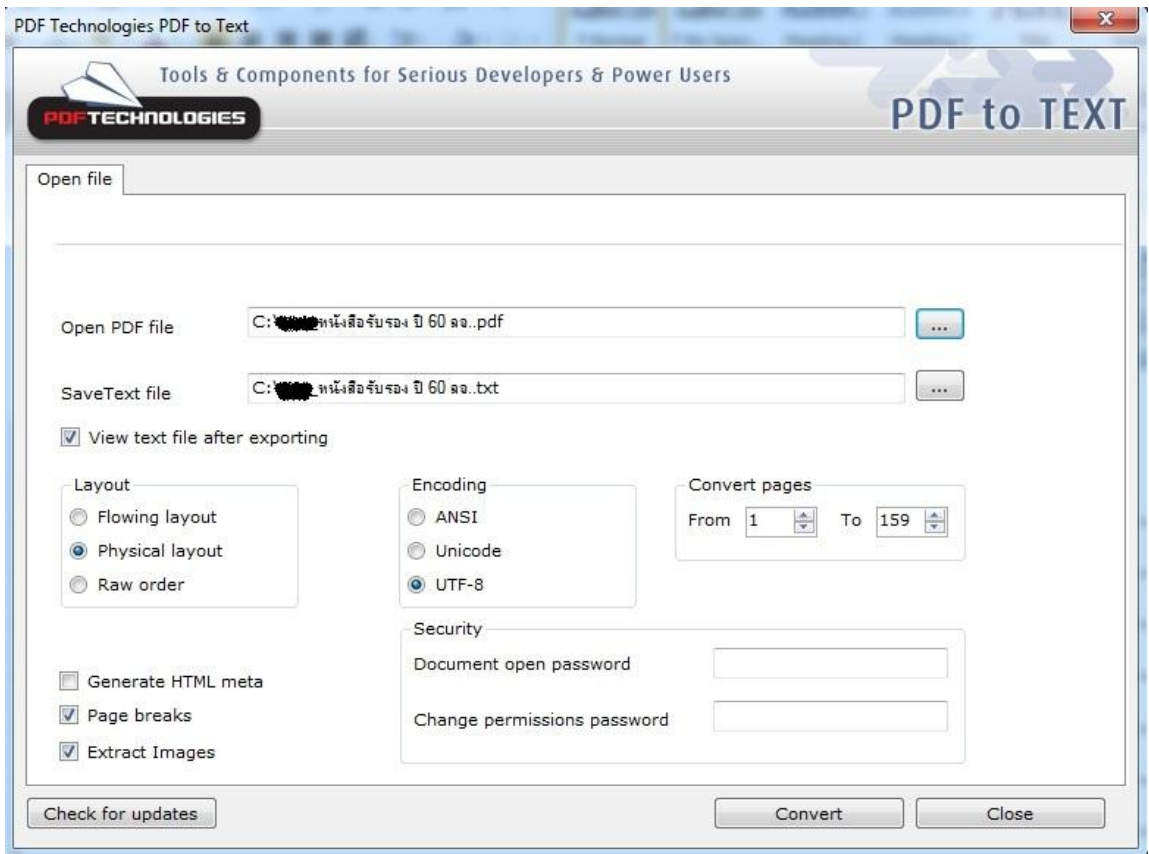 PDF Technologies PDF to Text
Tools & Components for Serious Developers & Power Users
PDFTECHNOLOGIES
PDF to TEXT
Open file
Open PDF file
C:\ หนังสือรับรอง ปี 60 ลจ..pdf
...
SaveText file
C:\ หนังสือรับรอง ปี 60 ลจ..txt
...
View text file after exporting
Layout
Flowing layout
Physical layout
Raw order
Encoding
ANSI
Unicode
UTF-8
Convert pages
From 1 To 159
Security
Document open password
Change permissions password
Generate HTML meta
Page breaks
Extract Images
Check for updates
Convert
Close